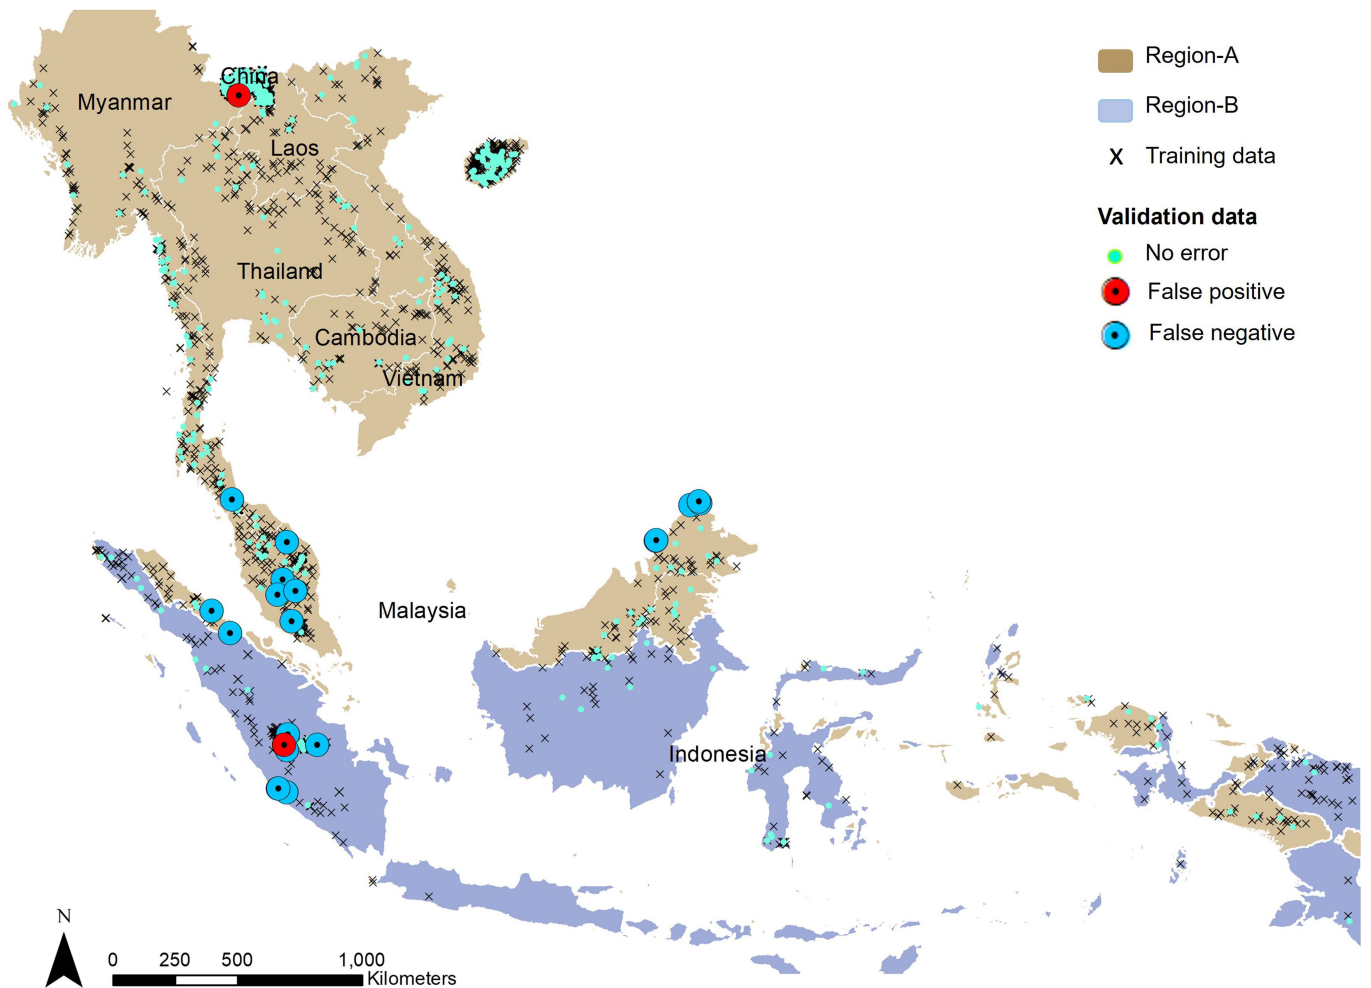 Region-A
China
Myanmar
Region-B
Laos
X Training data
Validation data
No error
Thailand
False positive
Cambodia
False negative
Vietnam
Malaysia
Indonesia
N
0 250 500 1,000
Kilometers